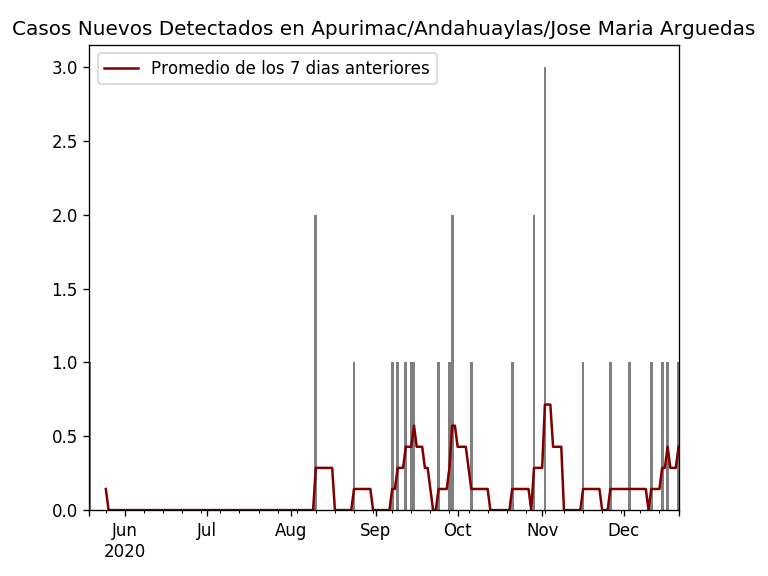 Casos Nuevos Detectados en Apurimac/Andahuaylas/Jose Maria Arguedas
Promedio de los 7 dias anteriores
3.0
2.5
2.0
1.5
1.0
0.5
0.0
Jun Jul Aug Sep Oct Nov Dec
2020